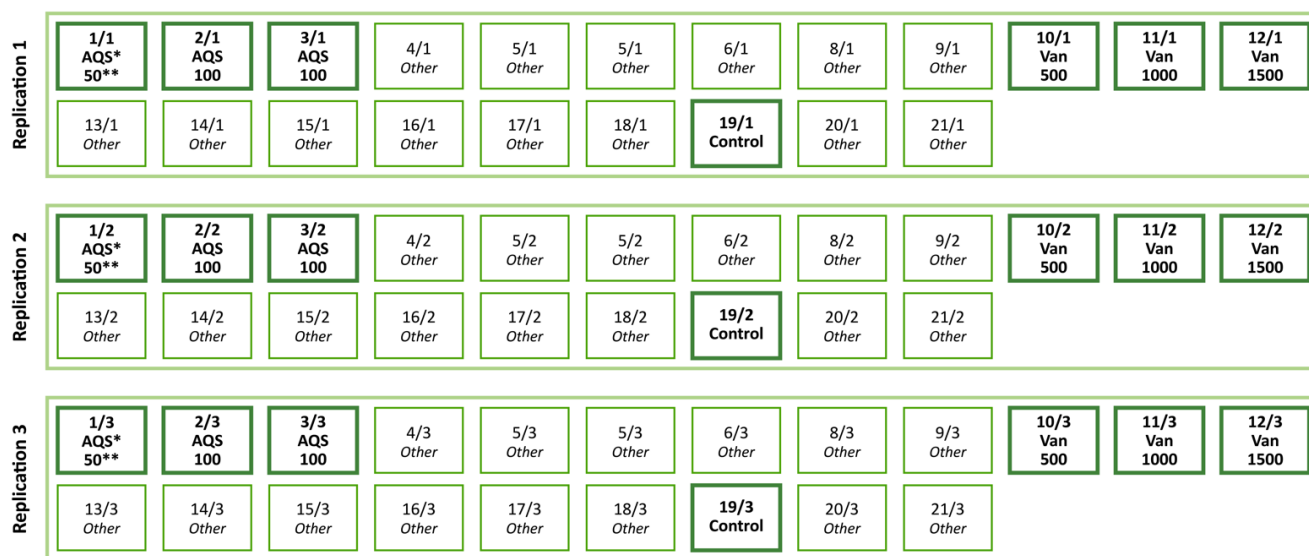 Replication 1
1/1 2/1 3/1 4/1 5/1 5/1 6/1 8/1 9/1 10/1 11/1 12/1
AQS* AQS AQS Other Other Other Other Other Other Van Van Van
50** 100 100 500 1000 1500
13/1 14/1 15/1 16/1 17/1 18/1 19/1 20/1 21/1
Other Other Other Other Other Other Control Other Other
Replication 2
1/2 2/2 3/2 4/2 5/2 5/2 6/2 8/2 9/2 10/2 11/2 12/2
AQS* AQS AQS Other Other Other Other Other Other Van Van Van
50** 100 100 500 1000 1500
13/2 14/2 15/2 16/2 17/2 18/2 19/2 20/2 21/2
Other Other Other Other Other Other Control Other Other
Replication 3
1/3 2/3 3/3 4/3 5/3 5/3 6/3 8/3 9/3 10/3 11/3 12/3
AQS* AQS AQS Other Other Other Other Other Other Van Van Van
50** 100 100 500 1000 1500
13/3 14/3 15/3 16/3 17/3 18/3 19/3 20/3 21/3
Other Other Other Other Other Other Control Other Other